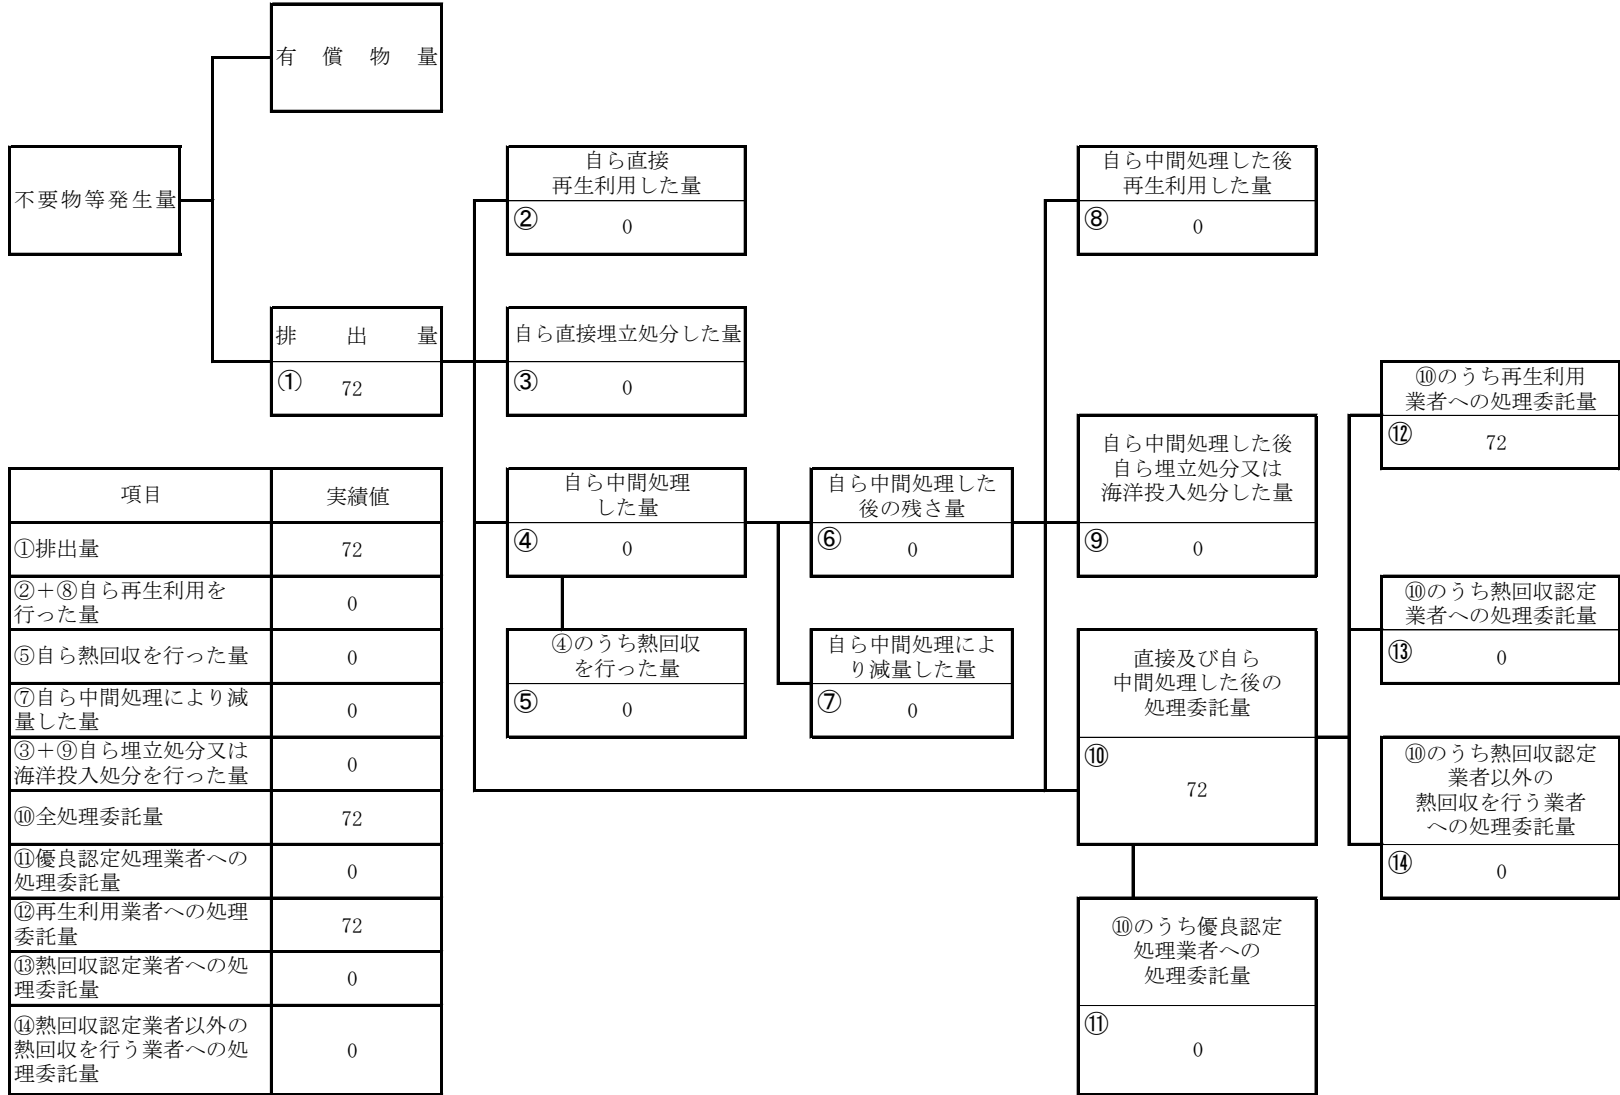 有償物量
不要物等発生量
排出量
① 72
自ら直接
再生利用した量
② 0
自ら直接埋立処分した量
③ 0
自ら中間処理
した量
④ 0
④のうち熱回収
を行った量
⑤ 0
自ら中間処理した
後の残さ量
⑥ 0
自ら中間処理によ
り減量した量
⑦ 0
自ら中間処理した後
再生利用した量
⑧ 0
自ら中間処理した後
自ら埋立処分又は
海洋投入処分した量
⑨ 0
直接及び自ら
中間処理した後の
処理委託量
⑩
72
⑩のうち優良認定
処理業者への
処理委託量
⑪
0
⑩のうち再生利用
業者への処理委託量
⑫ 72
⑩のうち熱回収認定
業者への処理委託量
⑬ 0
⑩のうち熱回収認定
業者以外の
熱回収を行う業者
への処理委託量
⑭ 0
項目 実績値
①排出量 72
②＋⑧自ら再生利用を
行った量 0
⑤自ら熱回収を行った量 0
⑦自ら中間処理により減
量した量 0
③＋⑨自ら埋立処分又は
海洋投入処分を行った量 0
⑩全処理委託量 72
⑪優良認定処理業者への
処理委託量 0
⑫再生利用業者への処理
委託量 72
⑬熱回収認定業者への処
理委託量 0
⑭熱回収認定業者以外の
熱回収を行う業者への処
理委託量 0